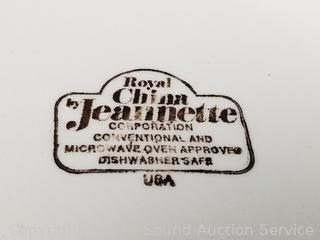 Royal
China
by Jeannette
CORPORATION
CONVENTIONAL AND
MICROWAVE OVEN APPROVED
DISHWASHER SAFE
USA
Sound Auction Service